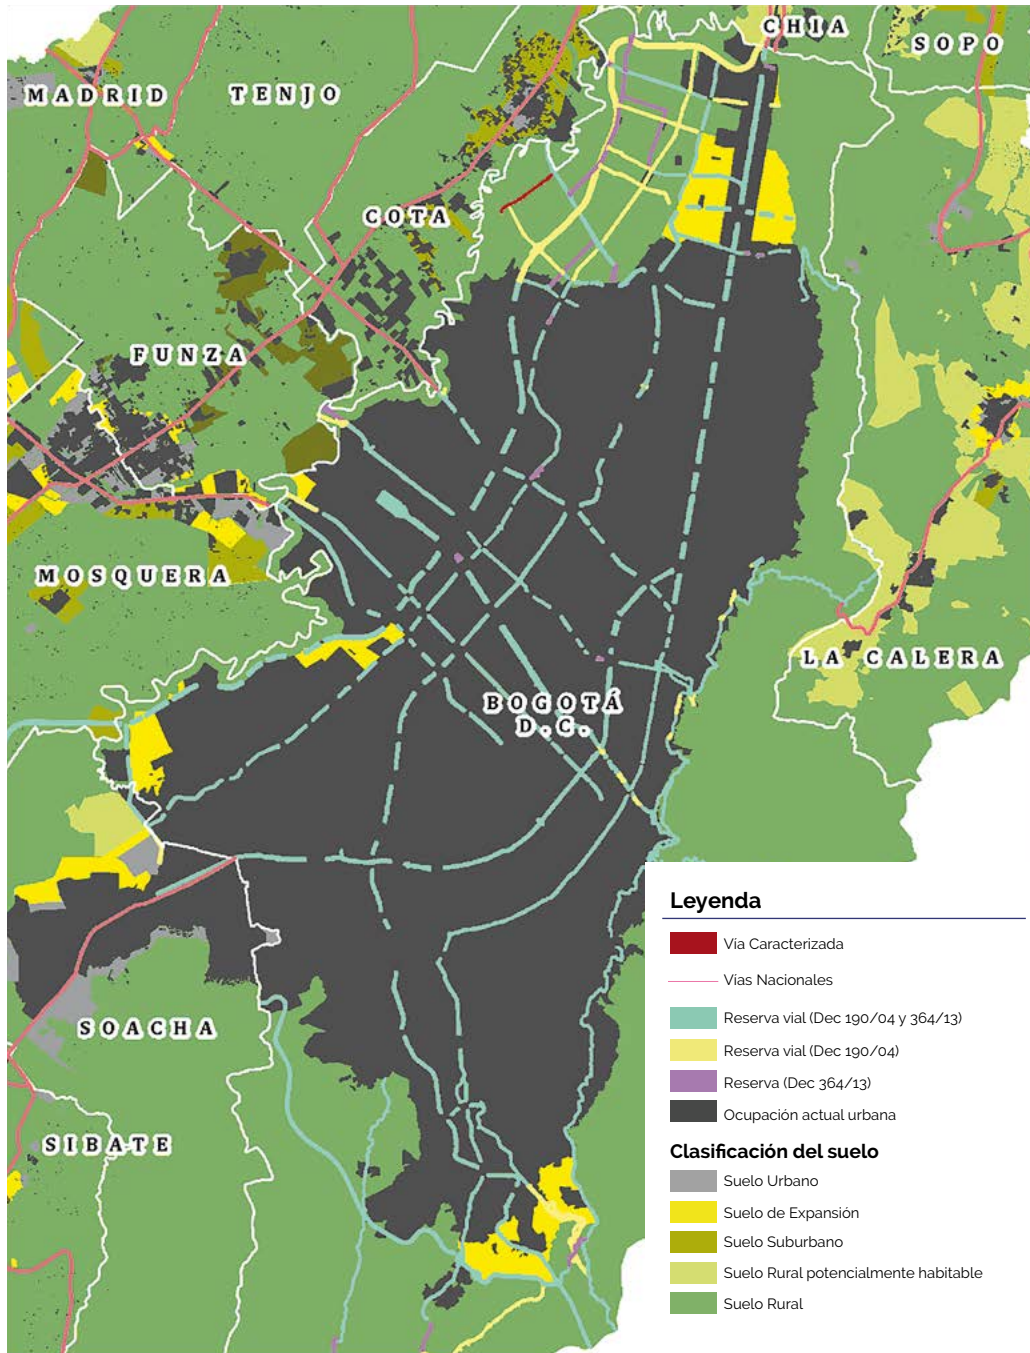 CHIA
SOPO
MADRID
TENJO
COTA
FUNZA
MOSQUERA
LA CALERA
BOGOTÁ
D.C.
SOACHA
SIBATE
Leyenda
Vía Caracterizada
Vías Nacionales
Reserva vial (Dec 190/04 y 364/13)
Reserva vial (Dec 190/04)
Reserva (Dec 364/13)
Ocupación actual urbana
Clasificación del suelo
Suelo Urbano
Suelo de Expansión
Suelo Suburbano
Suelo Rural potencialmente habitable
Suelo Rural